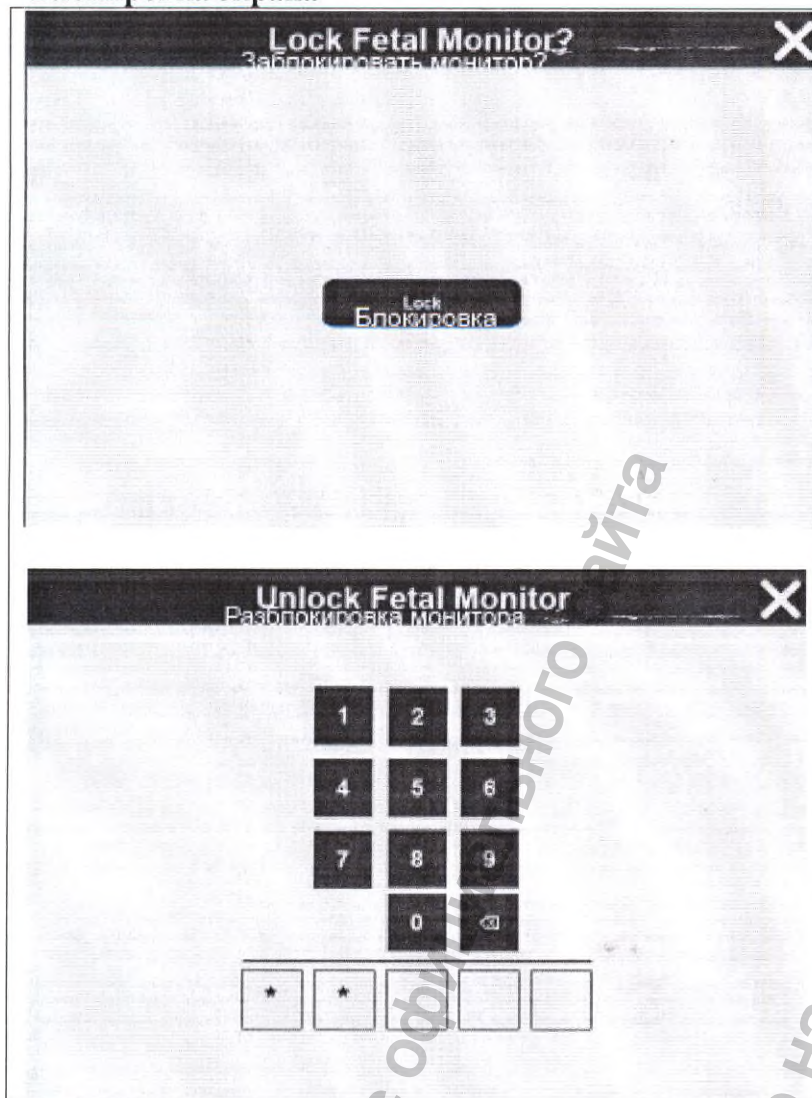 Lock Fetal Monitor?
Заблокировать монитор?
Lock
Блокировка
Unlock Fetal Monitor
Разблокировка монитора
1 2 3
4 5 6
7 8 9
0
* *